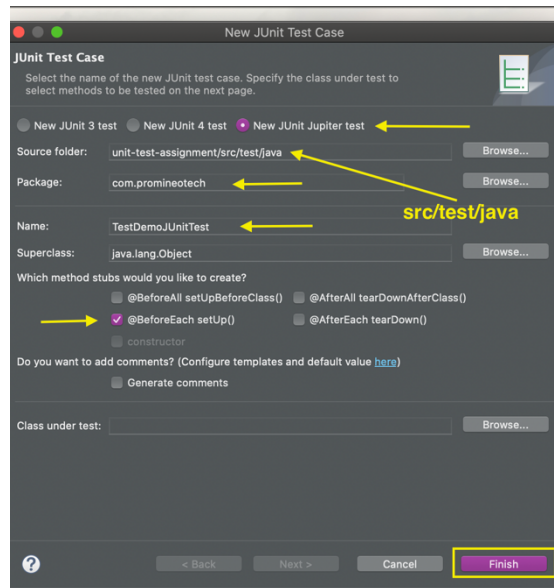 New JUnit Test Case
JUnit Test Case
Select the name of the new JUnit test case. Specify the class under test to
select methods to be tested on the next page.
New JUnit 3 test New JUnit 4 test New JUnit Jupiter test
Source folder: unit-test-assignment/src/test/java Browse...
Package: com.promineotech Browse...
src/test/java
Name: TestDemoJUnitTest
Superclass: java.lang.Object Browse...
Which method stubs would you like to create?
@BeforeAll setUpBeforeClass() @AfterAll tearDownAfterClass()
@BeforeEach setUp() @AfterEach tearDown()
constructor
Do you want to add comments? (Configure templates and default value here)
Generate comments
Class under test: Browse...
? < Back Next > Cancel Finish